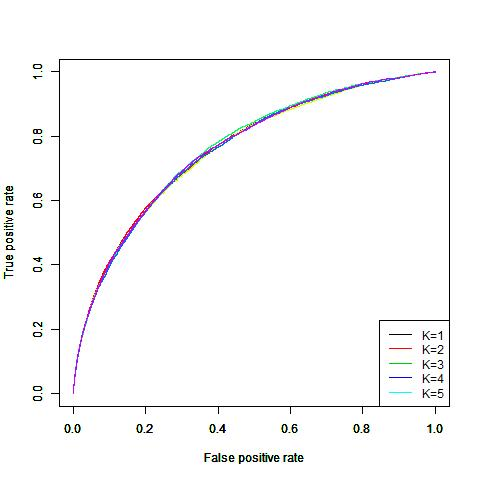 1.0
0.8
0.6
0.4
0.2
0.0
True positive rate
0.0 0.2 0.4 0.6 0.8 1.0
False positive rate
K=1
K=2
K=3
K=4
K=5